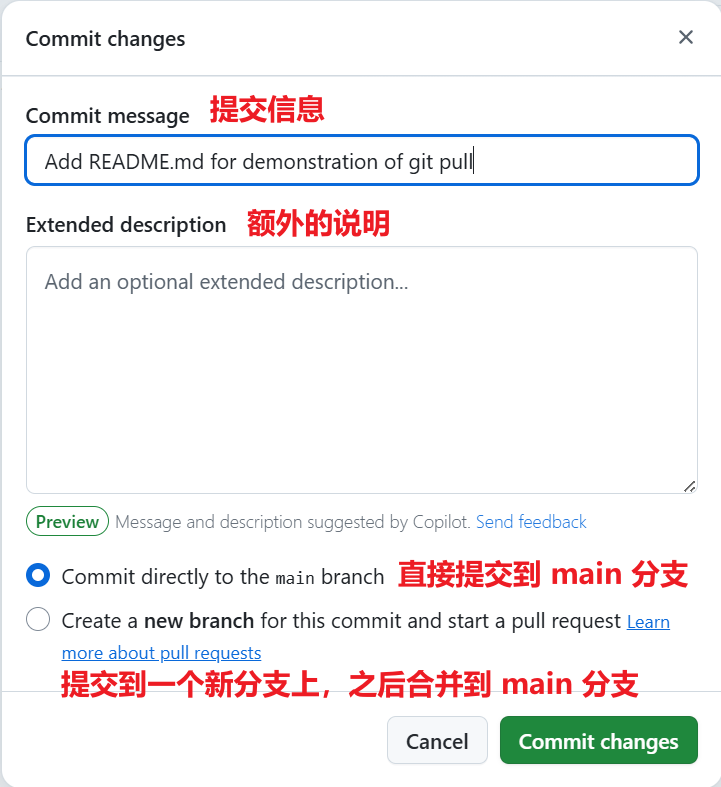 Commit changes
Commit message 提交信息
Add README.md for demonstration of git pull
Extended description 额外的说明
Add an optional extended description...
Preview Message and description suggested by Copilot. Send feedback
Commit directly to the main branch 直接提交到 main 分支
Create a new branch for this commit and start a pull request Learn
more about pull requests
提交到一个新分支上，之后合并到 main 分支
Cancel Commit changes